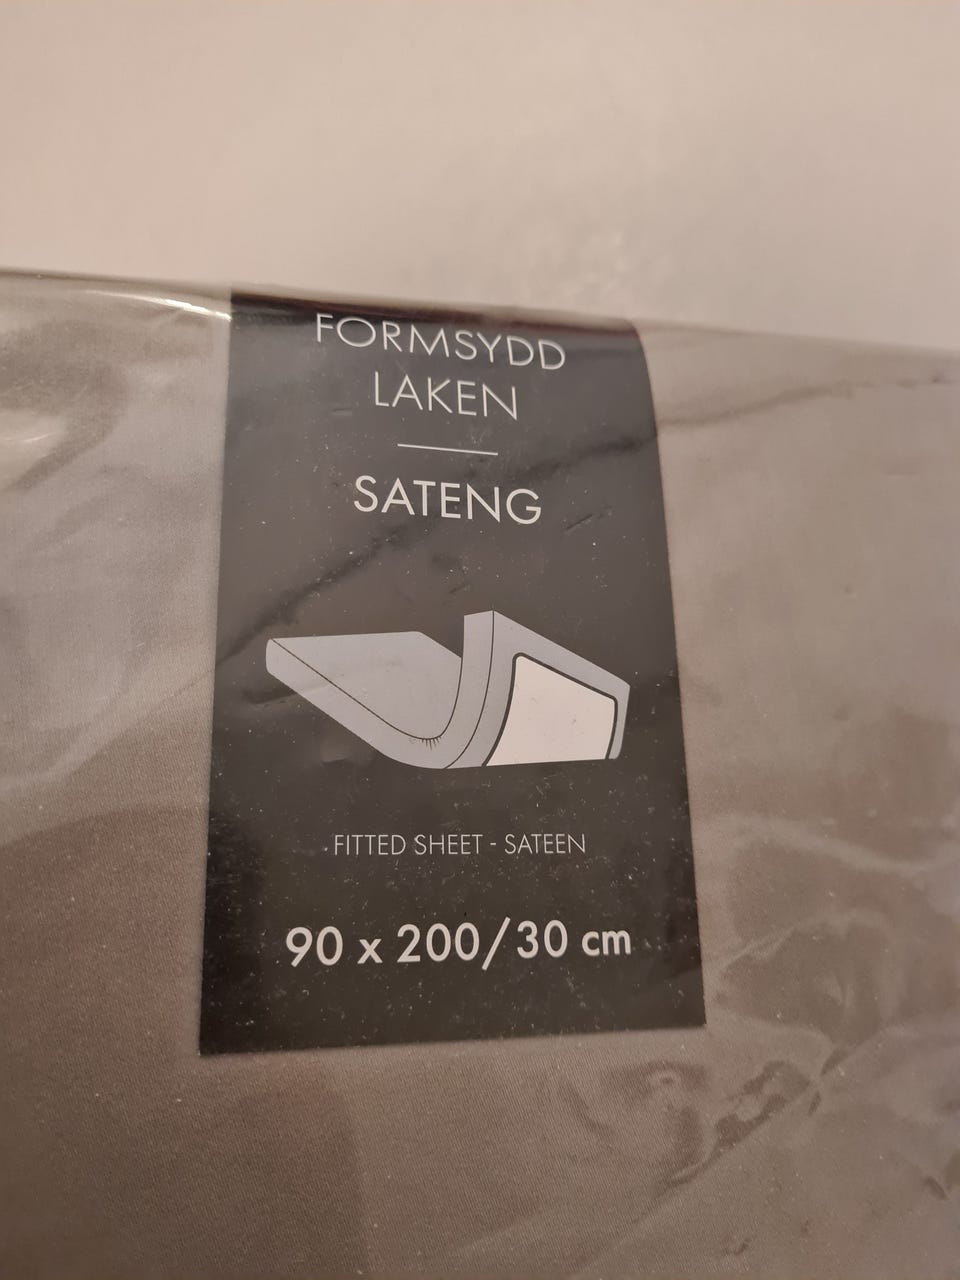 FORMSYDD
LAKEN
SATENG
FITTED SHEET - SATEEN
90 x 200/30 cm